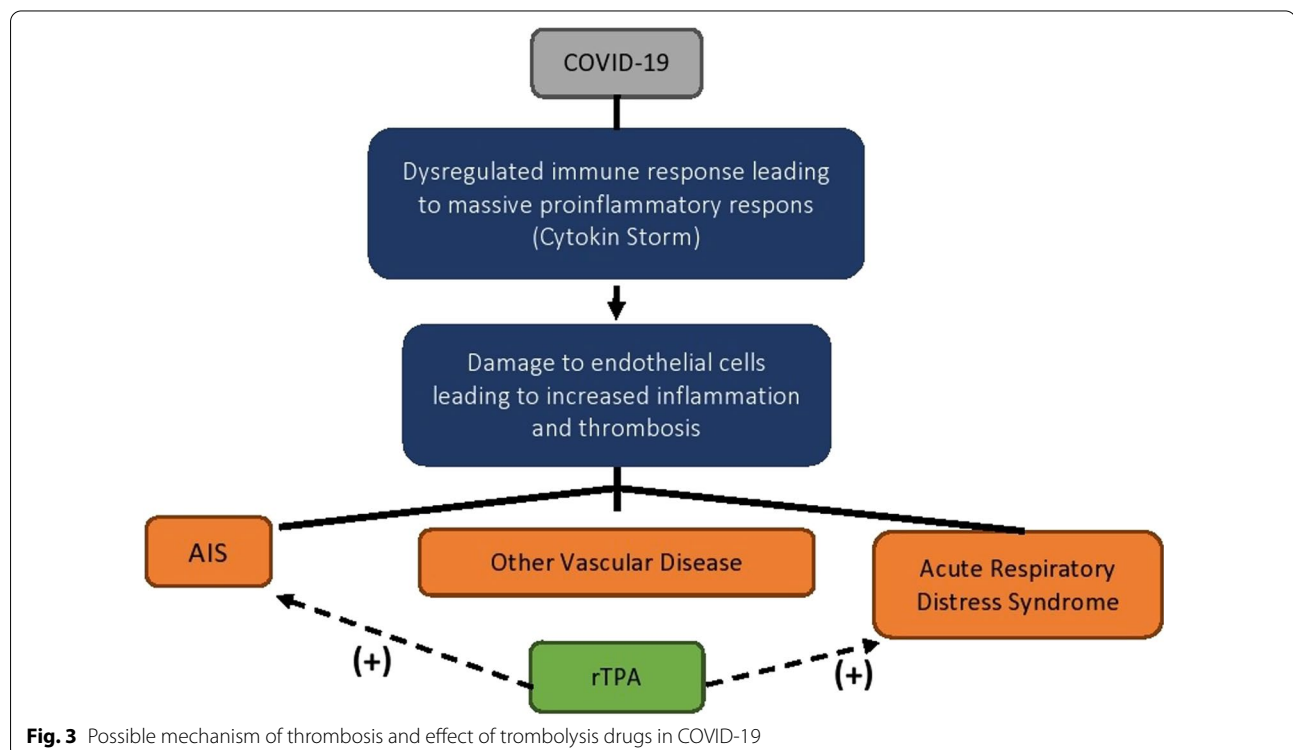 COVID-19
Dysregulated immune response leading
to massive proinflammatory respons
(Cytokin Storm)
Damage to endothelial cells
leading to increased inflammation
and thrombosis
AIS
Other Vascular Disease
Acute Respiratory
Distress Syndrome
(+)
rTPA
(+)
Fig. 3 Possible mechanism of thrombosis and effect of trombolysis drugs in COVID-19